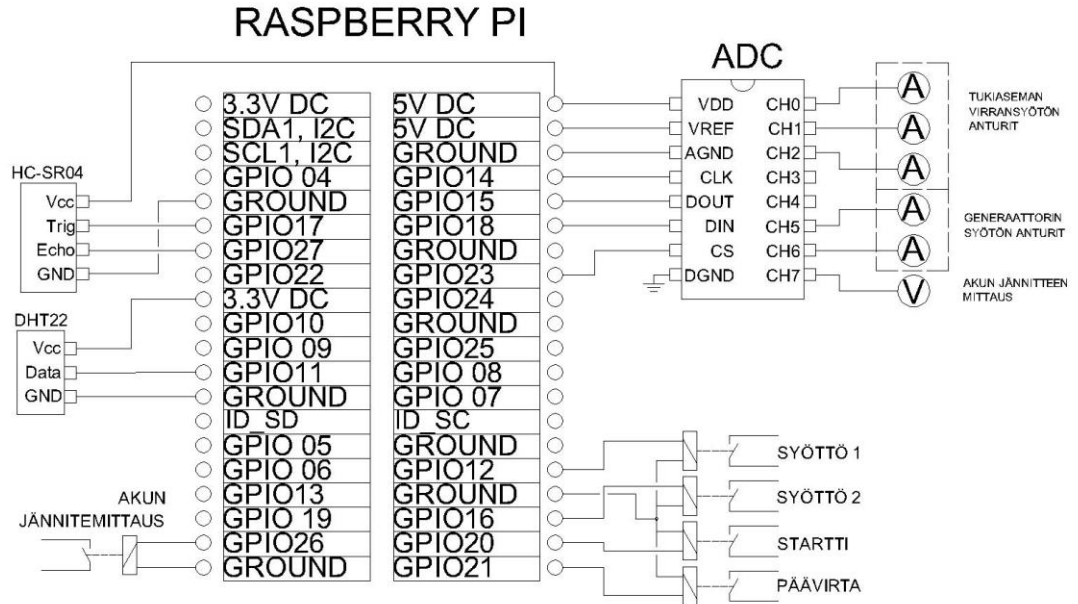 RASPBERRY PI
HC-SR04
Vcc
Trig
Echo
GND
DHT22
Vcc
Data
GND
AKUN
JÄNNITEMITTAUS
3.3V DC
SDA1, I2C
SCL1, I2C
GPIO 04
GROUND
GPIO17
GPIO27
GPIO22
3.3V DC
GPIO10
GPIO 09
GPIO11
GROUND
ID_SD
GPIO 05
GPIO 06
GPIO13
GPIO 19
GPIO26
GROUND
5V DC
5V DC
GROUND
GPIO14
GPIO15
GPIO18
GROUND
GPIO23
GPIO24
GROUND
GPIO25
GPIO 08
GPIO 07
ID_SC
GROUND
GPIO12
GROUND
GPIO16
GPIO20
GPIO21
ADC
VDD
VREF
AGND
CLK
DOUT
DIN
CS
DGND
CH0
CH1
CH2
CH3
CH4
CH5
CH6
CH7
A
A
A
A
A
V
TUKIASEMAN
VIRRANSYÖTÖN
ANTURIT
GENERAATTORIN
SYÖTÖN ANTURIT
AKUN JÄNNITTEEN
MITTAUS
SYÖTTÖ 1
SYÖTTÖ 2
STARTTI
PÄÄVIRTA